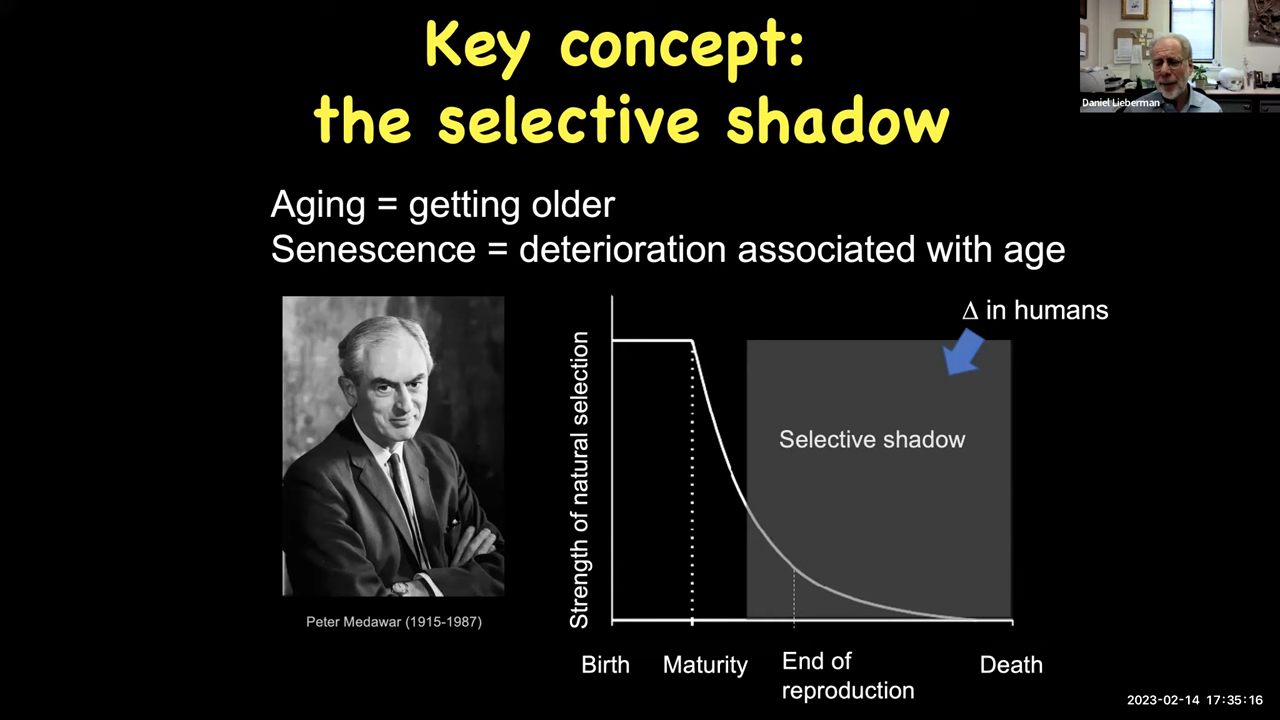 Key concept:
the selective shadow
Daniel Lieberman
Aging = getting older
Senescence = deterioration associated with age
Δ in humans
Strength of natural selection
Selective shadow
Peter Medawar (1915-1987)
Birth
Maturity
End of
reproduction
Death
2023-02-14 17:35:16